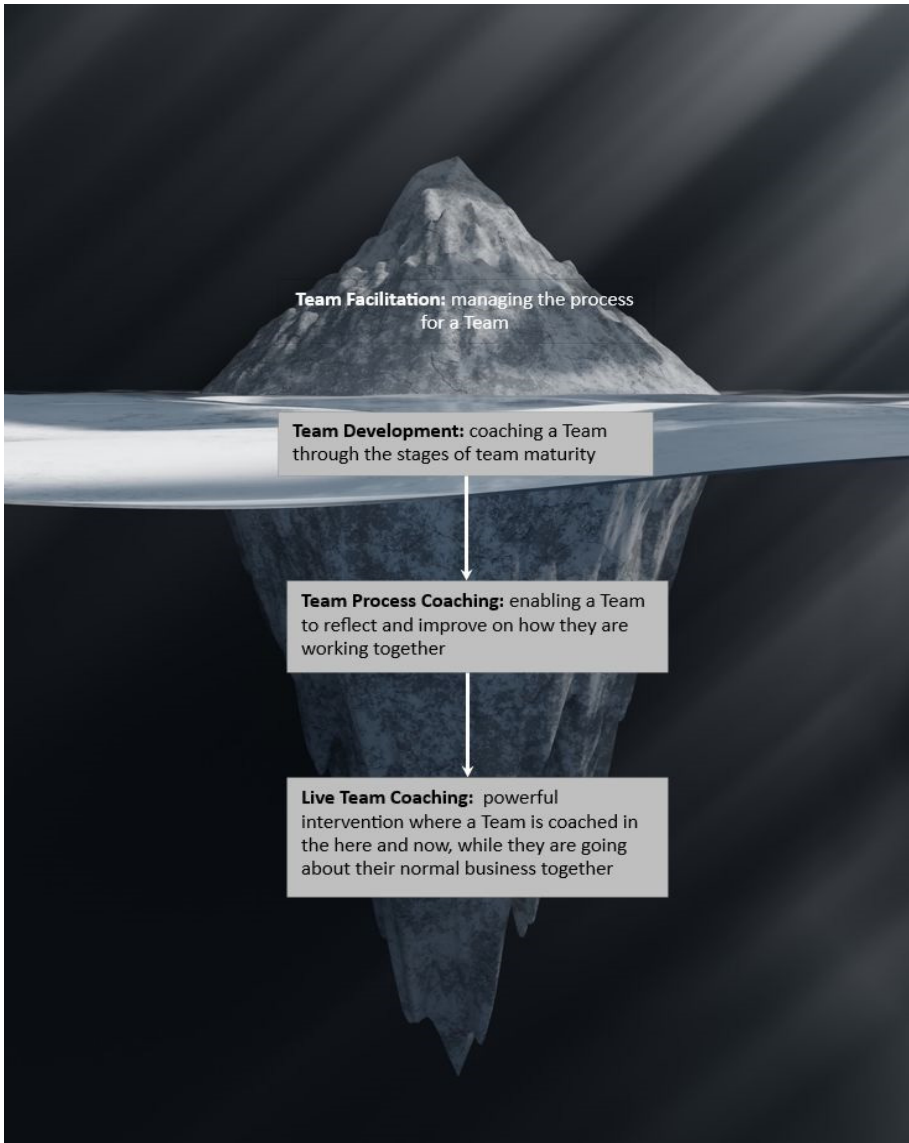 Team Facilitation: managing the process
for a Team
Team Development: coaching a Team
through the stages of team maturity
Team Process Coaching: enabling a Team
to reflect and improve on how they are
working together
Live Team Coaching:  powerful
intervention where a Team is coached in
the here and now, while they are going
about their normal business together